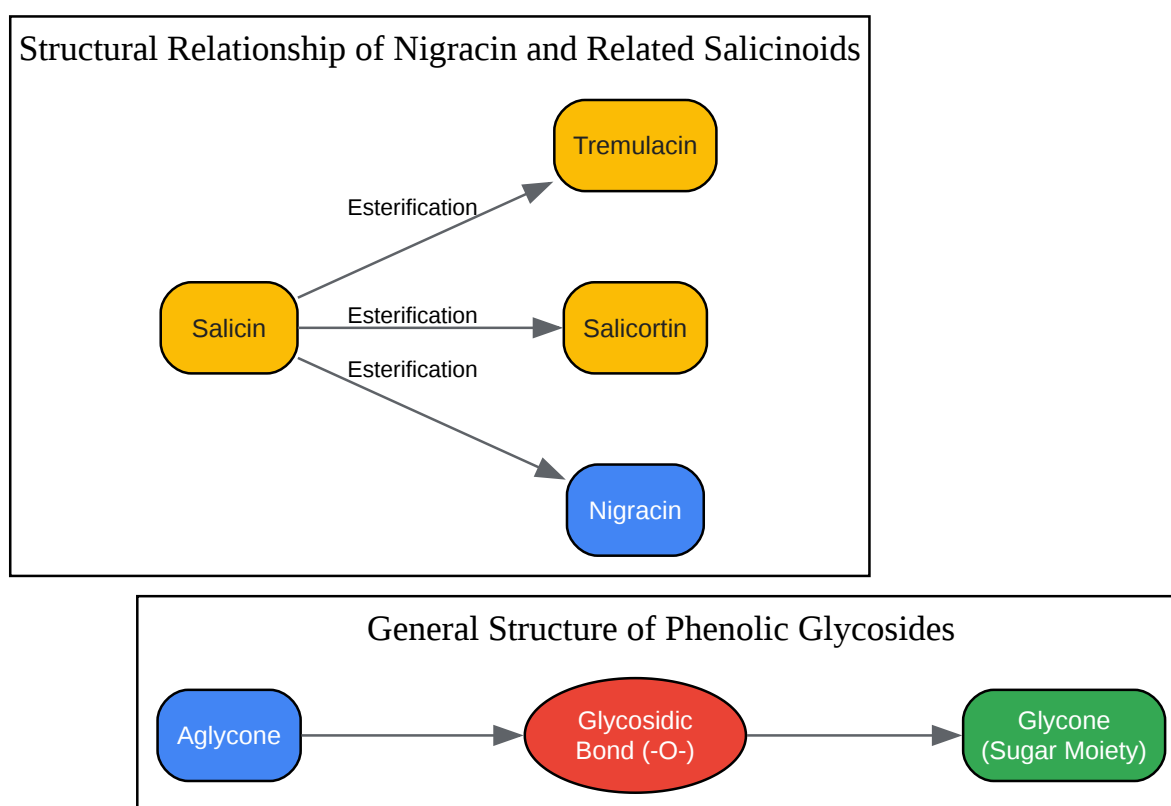 Structural Relationship of Nigracin and Related Salicinoids
Tremulacin
Esterification
Salicin
Esterification
Salicortin
Esterification
Nigracin
General Structure of Phenolic Glycosides
Aglycone
Glycosidic
Bond (-O-)
Glycone
(Sugar Moiety)